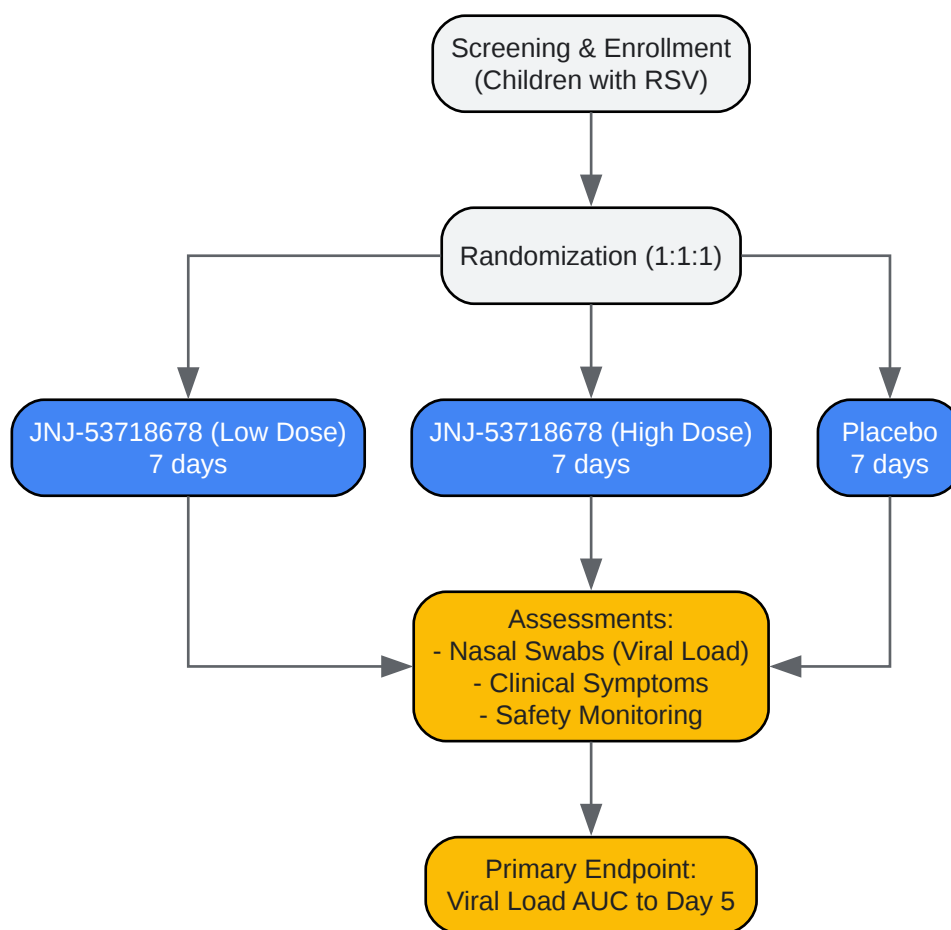 Screening & Enrollment
(Children with RSV)
Randomization (1:1:1)
JNJ-53718678 (Low Dose)
7 days
JNJ-53718678 (High Dose)
7 days
Placebo
7 days
Assessments:
- Nasal Swabs (Viral Load)
- Clinical Symptoms
- Safety Monitoring
Primary Endpoint:
Viral Load AUC to Day 5